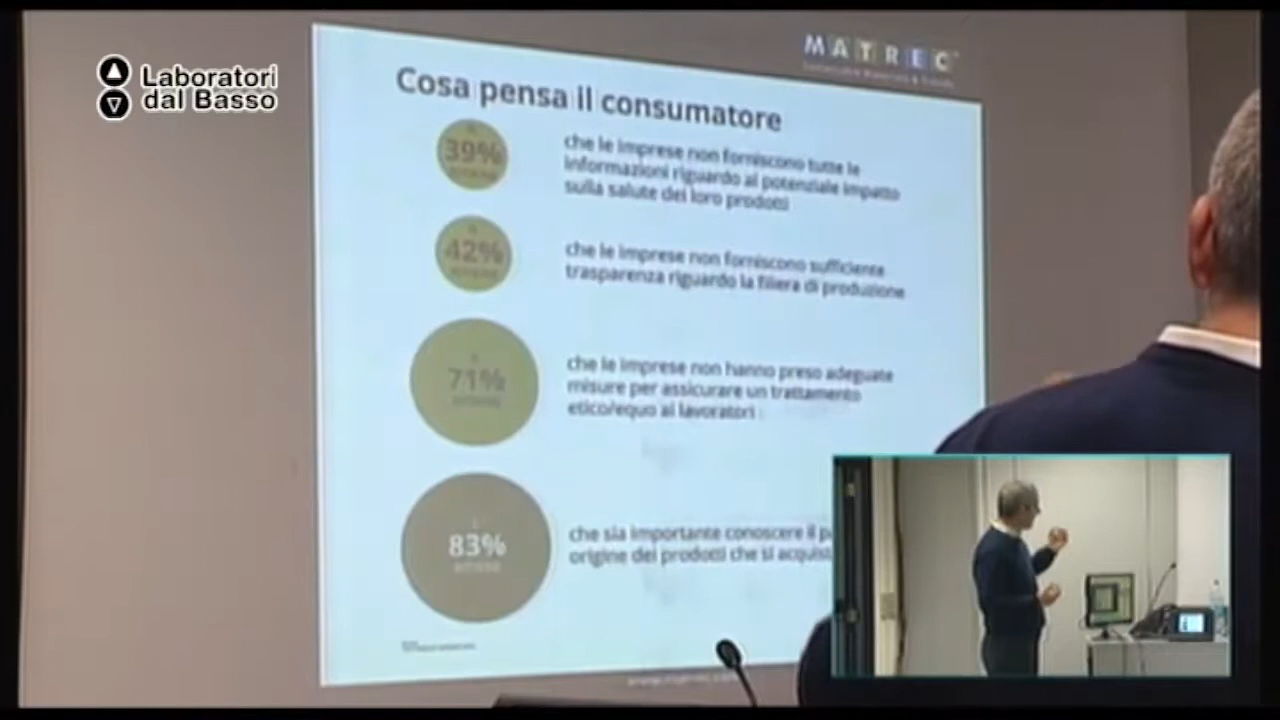 Laboratori
dal Basso
MATREC
Cosa pensa il consumatore
39%
che le imprese non forniscono tutte le
informazioni riguardo al potenziale impatto
sulla salute dei loro prodotti
42%
che le imprese non forniscono sufficiente
trasparenza riguardo la filiera di produzione
71%
che le imprese non hanno preso adeguate
misure per assicurare un trattamento
etico/equo ai lavoratori
83%
che sia importante conoscere il
origine dei prodotti che si